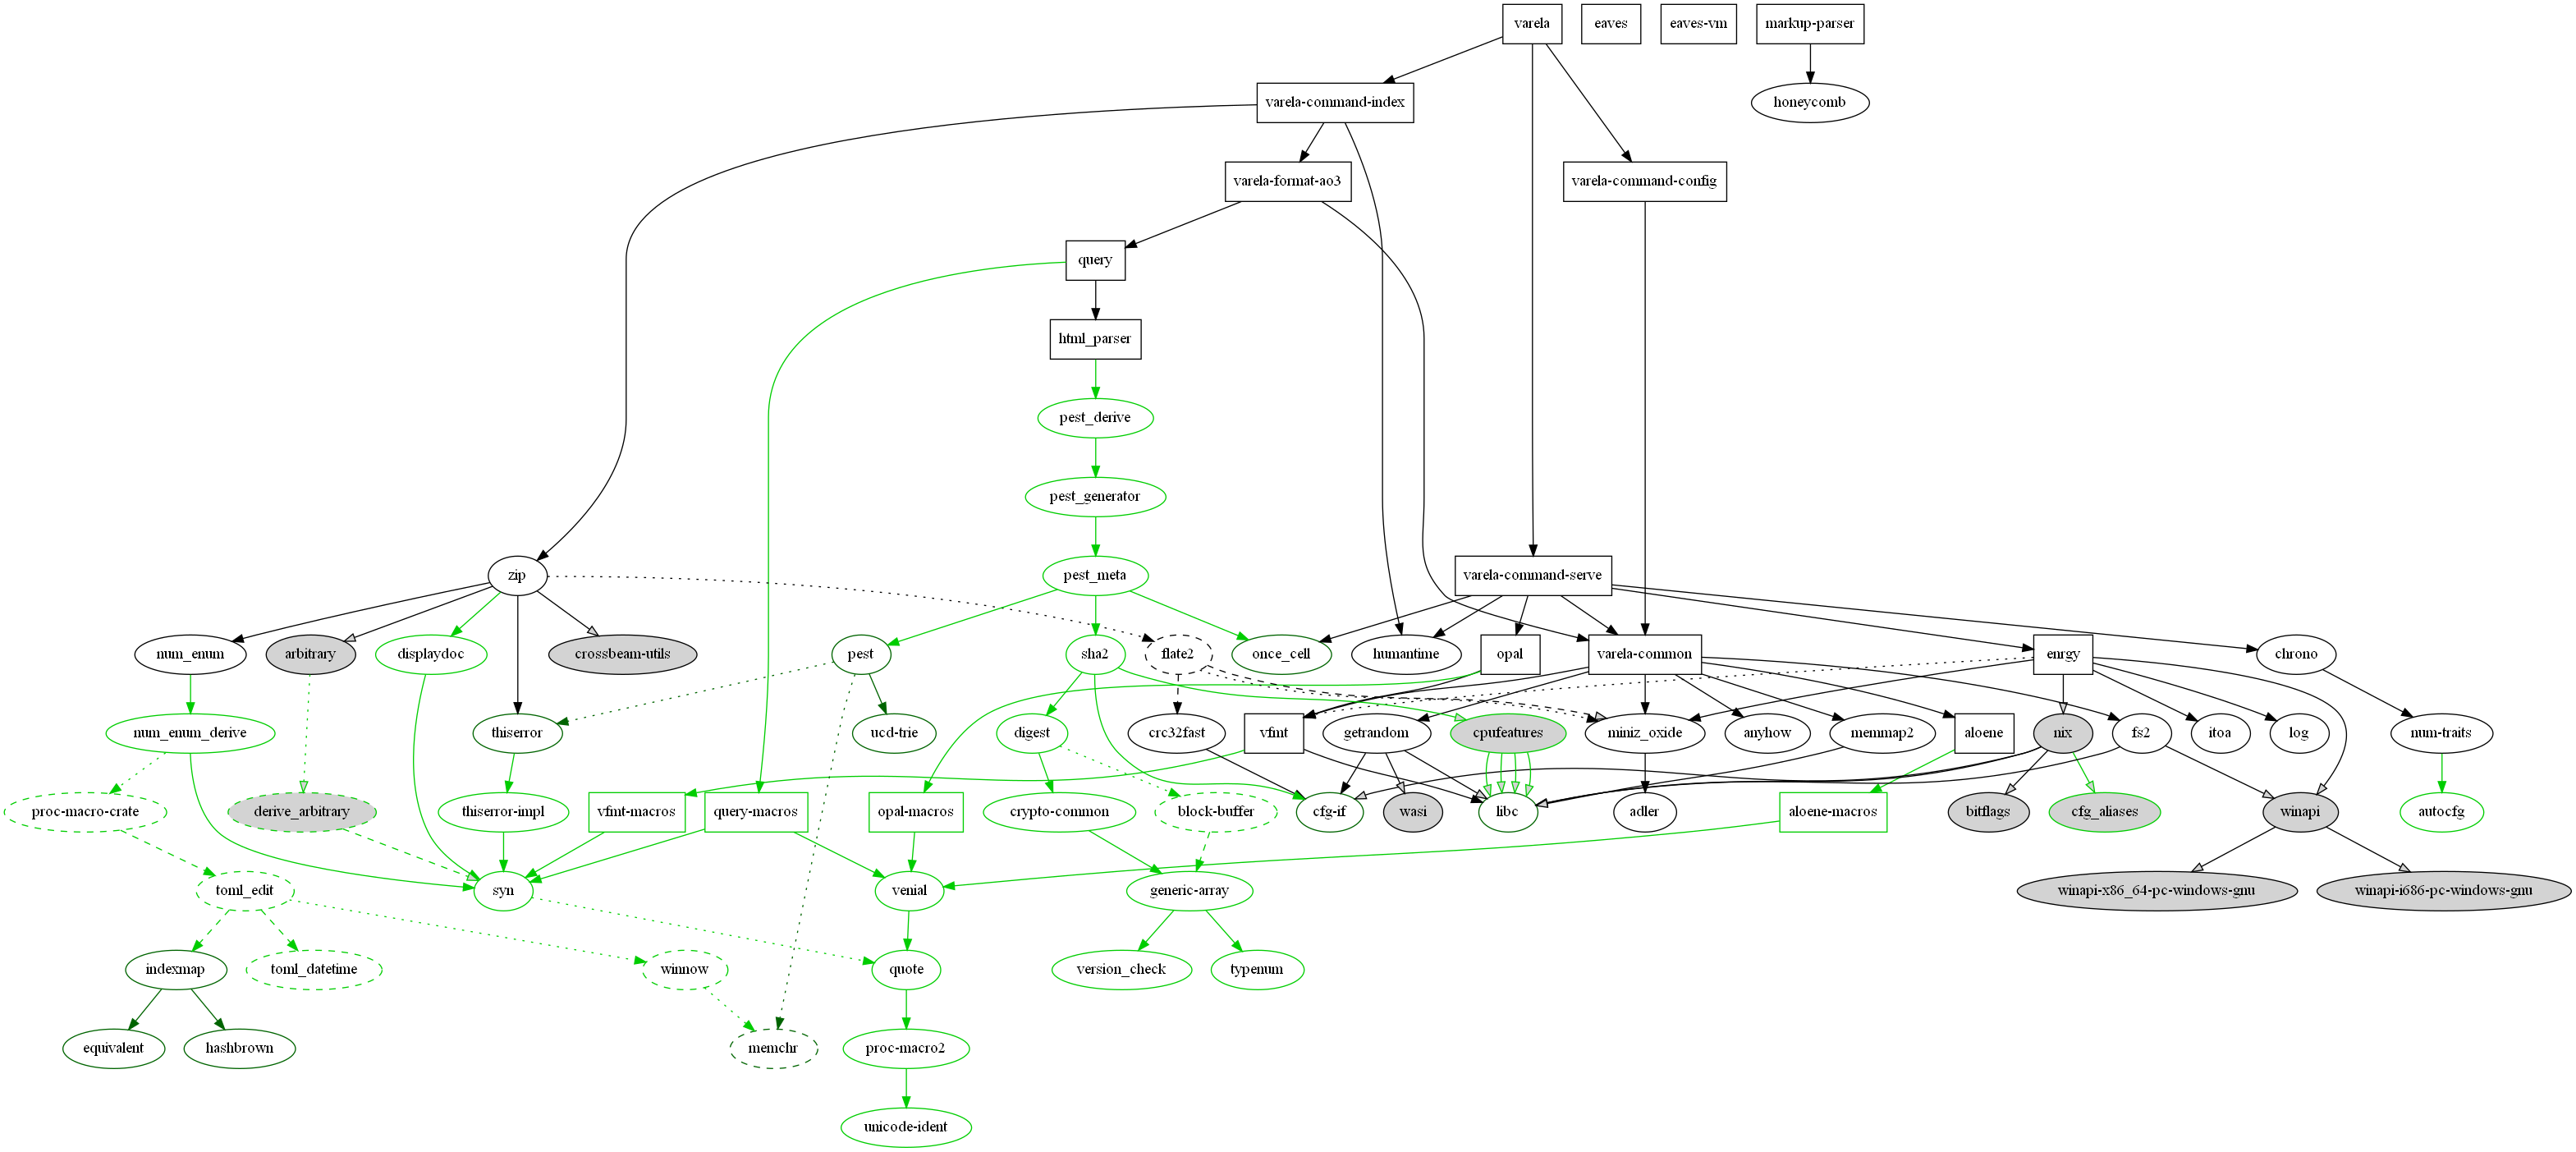 varela
eaves
eaves-vm
markup-parser
varela-command-index
honeycomb
varela-format-ao3
varela-command-config
query
html_parser
pest_derive
pest_generator
zip
pest_meta
varela-command-serve
num_enum
arbitrary
displaydoc
crossbeam-utils
pest
sha2
flate2
once_cell
humantime
opal
varela-common
enrgy
chrono
num_enum_derive
thiserror
ucd-trie
digest
crc32fast
vfmt
getrandom
cpufeatures
miniz_oxide
anyhow
memmap2
aloene
nix
fs2
itoa
log
num-traits
proc-macro-crate
derive_arbitrary
thiserror-impl
vfmt-macros
query-macros
opal-macros
crypto-common
block-buffer
cfg-if
wasi
libc
adler
aloene-macros
bitflags
cfg_aliases
winapi
autocfg
toml_edit
syn
venial
generic-array
winapi-x86_64-pc-windows-gnu
winapi-i686-pc-windows-gnu
indexmap
toml_datetime
winnow
quote
version_check
typenum
equivalent
hashbrown
memchr
proc-macro2
unicode-ident